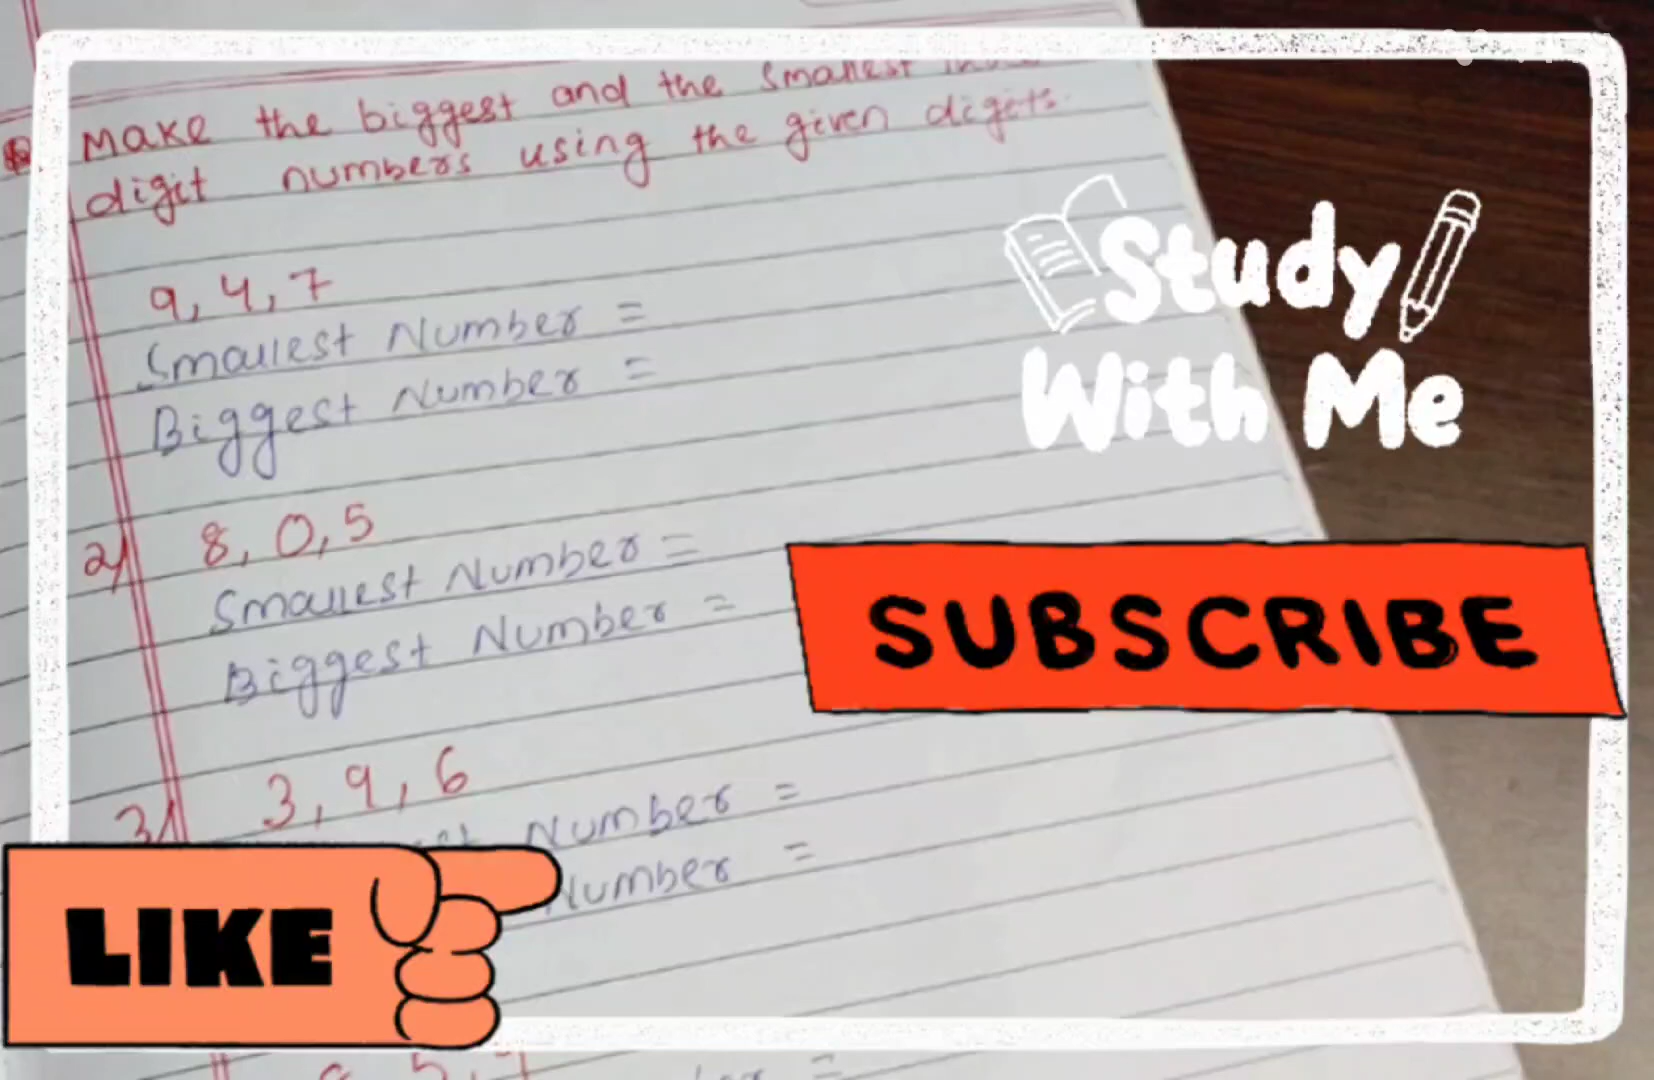 Make the biggest and the smallest
digit numbers using the given digits.
9, 4, 7
Smallest Number =
Biggest Number =
2) 8, 0, 5
Smallest Number =
Biggest Number =
3) 3, 9, 6
Number =
Number =
Study
With Me
SUBSCRIBE
LIKE